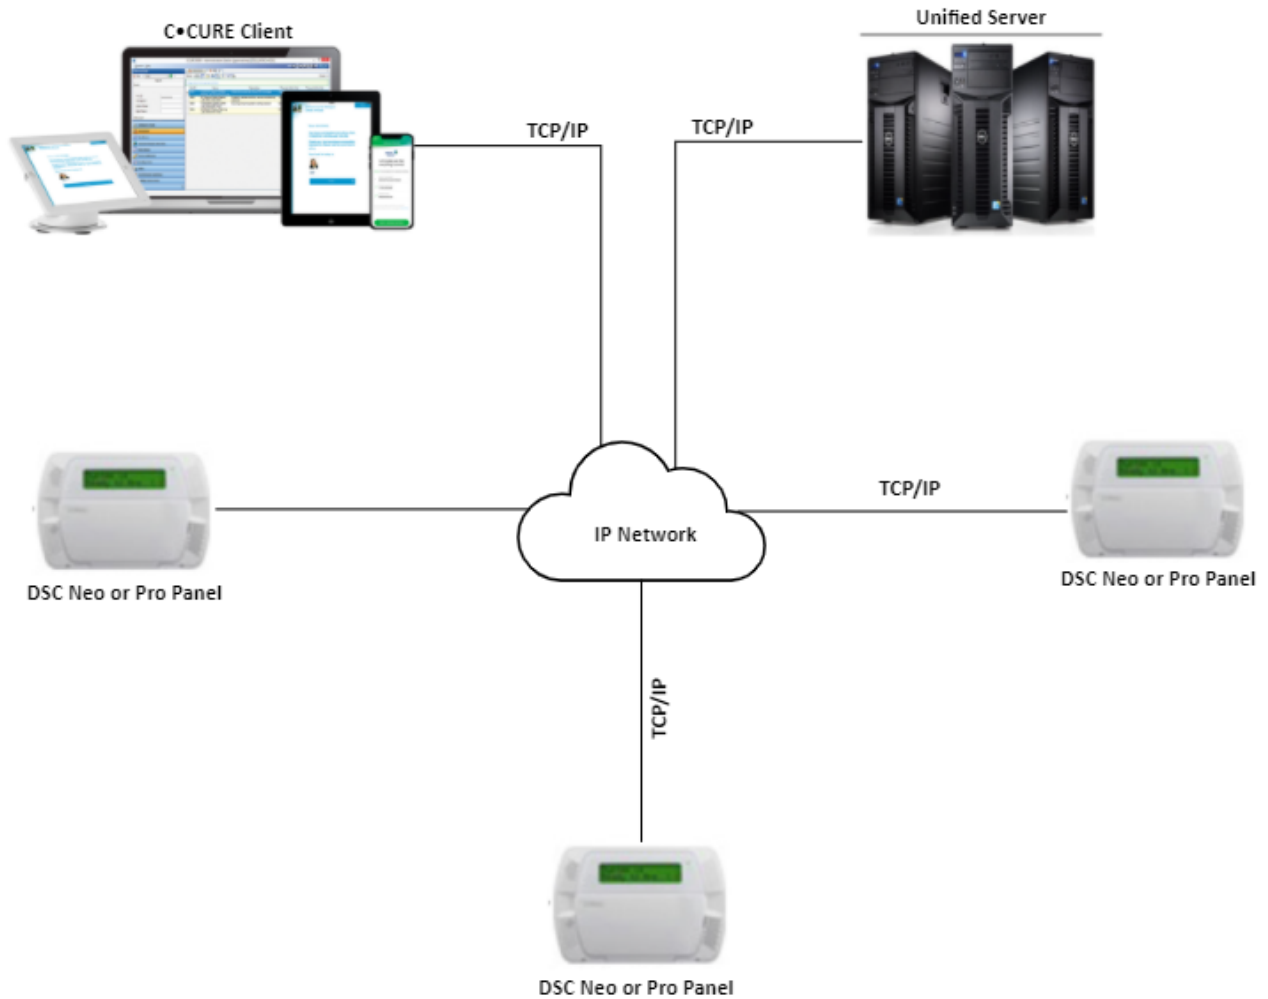 C•CURE Client
Unified Server
TCP/IP
TCP/IP
IP Network
TCP/IP
DSC Neo or Pro Panel
DSC Neo or Pro Panel
TCP/IP
DSC Neo or Pro Panel